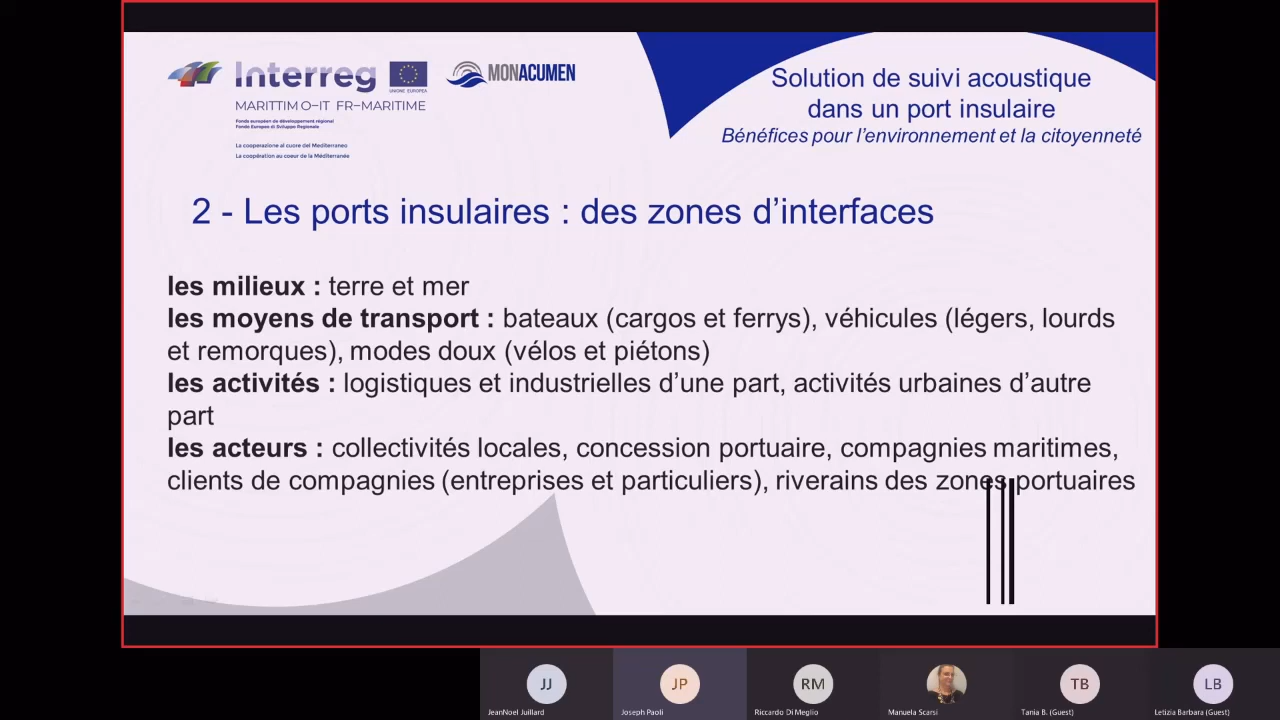 Interreg
MARITTIMO-IT FR-MARITIME
UNIONE EUROPEA
MONACUMEN
Fonds européen de développement régional
Fondo Europeo di Sviluppo Regionale
La cooperazione al cuore del Mediterraneo
La coopération au coeur de la Méditerranée
Solution de suivi acoustique
dans un port insulaire
Bénéfices pour l’environnement et la citoyenneté
2 - Les ports insulaires : des zones d’interfaces
les milieux : terre et mer
les moyens de transport : bateaux (cargos et ferrys), véhicules (légers, lourds
et remorques), modes doux (vélos et piétons)
les activités : logistiques et industrielles d’une part, activités urbaines d’autre
part
les acteurs : collectivités locales, concession portuaire, compagnies maritimes,
clients de compagnies (entreprises et particuliers), riverains des zones portuaires
JJ
JP
RM
TB
LB
JeanNoel Juillard
Joseph Paoli
Riccardo Di Meglio
Manuela Scarsi
Tania B. (Guest)
Letizia Barbara (Guest)